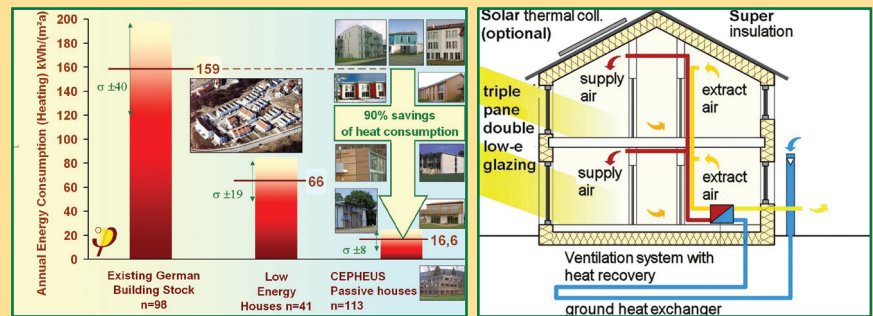 Annual Energy Consumption (Heating) kWh/(m²a)
200
180
160
140
120
100
80
60
40
20
0
σ ±40
159
σ ±19
66
90% savings
of heat consumption
σ ±8
16,6
Existing German
Building Stock
n=98
Low
Energy
Houses n=41
CEPHEUS
Passive houses
n=113
Solar thermal coll.
(optional)
Super
insulation
triple
pane
double
low-e
glazing
supply
air
extract
air
supply
air
extract
air
Ventilation system with
heat recovery
ground heat exchanger